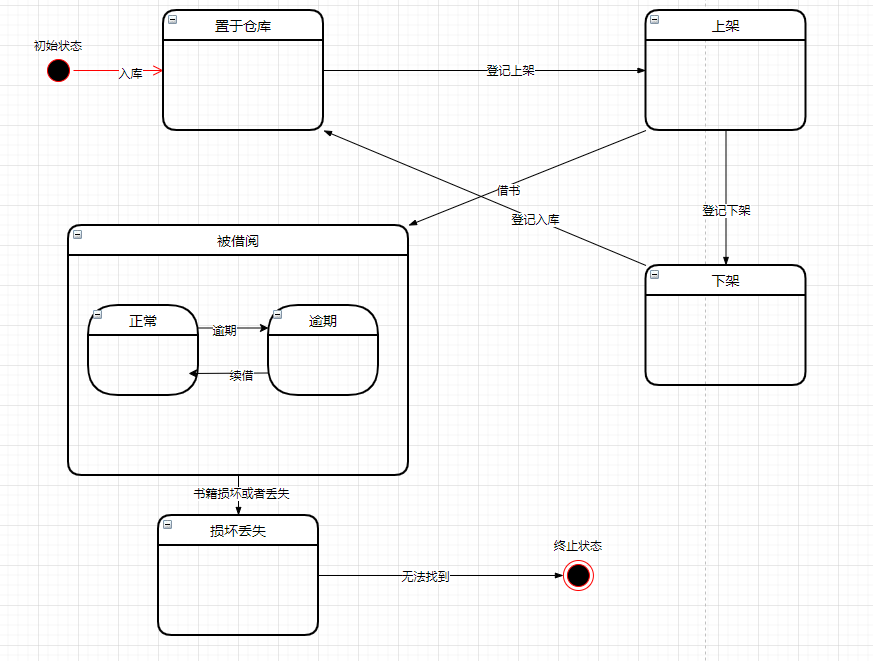 置于仓库
上架
初始状态
入库
登记上架
借书
登记入库
登记下架
被借阅
下架
正常
逾期
逾期
续借
书籍损坏或者丢失
损坏丢失
终止状态
无法找到